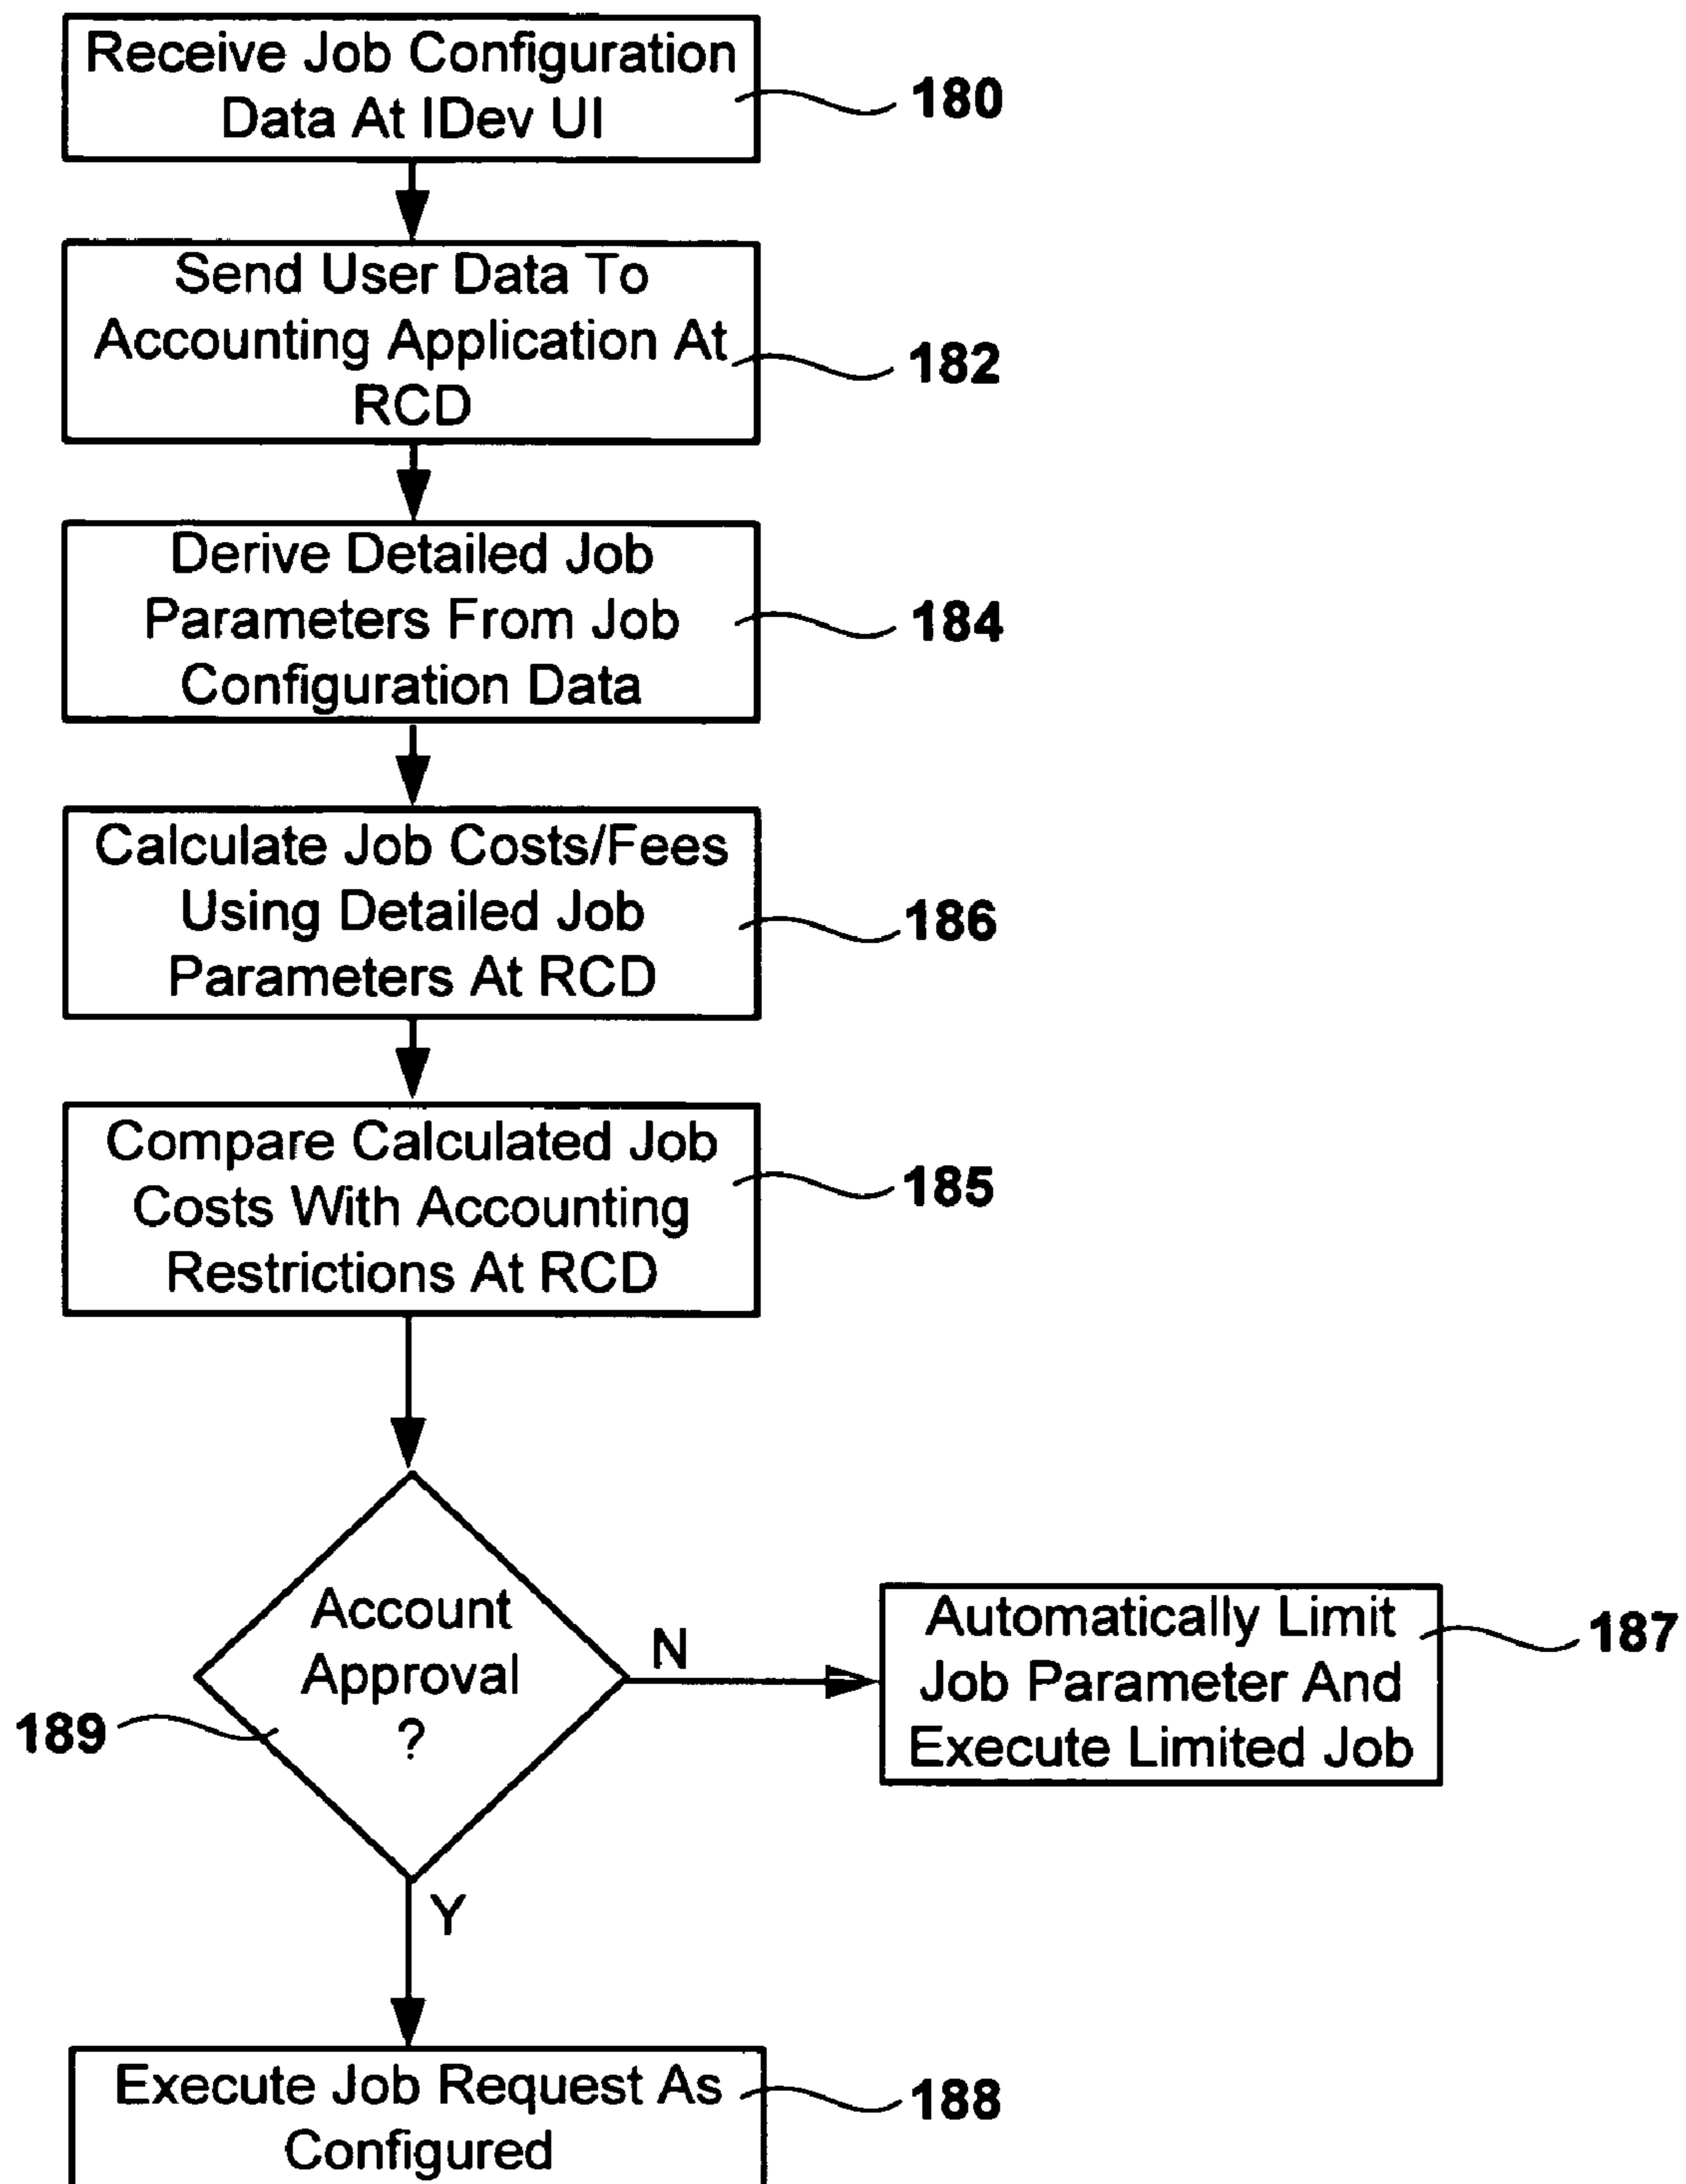 Receive Job Configuration
Data At IDev UI
180
Send User Data To
Accounting Application At
RCD
182
Derive Detailed Job
Parameters From Job
Configuration Data
184
Calculate Job Costs/Fees
Using Detailed Job
Parameters At RCD
186
Compare Calculated Job
Costs With Accounting
Restrictions At RCD
185
Account
Approval
?
189
N
Automatically Limit
Job Parameter And
Execute Limited Job
187
Y
Execute Job Request As
Configured
188